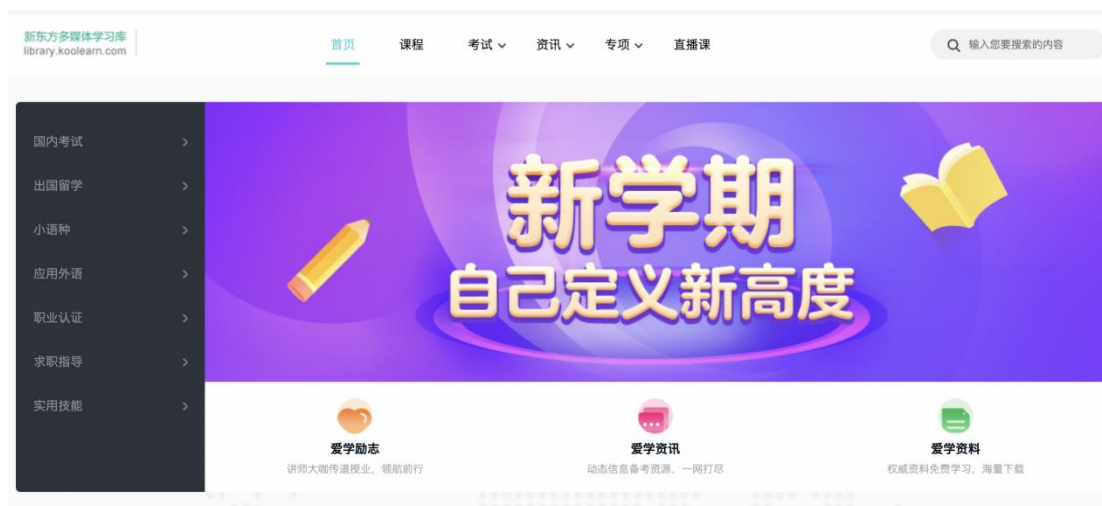 新东方多媒体学习库
library.koolearn.com
首页 课程 考试 资讯 专项 直播课
输入您要搜索的内容
国内考试
出国留学
小语种
应用外语
职业认证
求职指导
实用技能
新学期
自己定义新高度
爱学励志
讲师大咖传道授业,领航前行
爱学资讯
动态信息备考资源,一网打尽
爱学资料
权威资料免费学习,海量下载